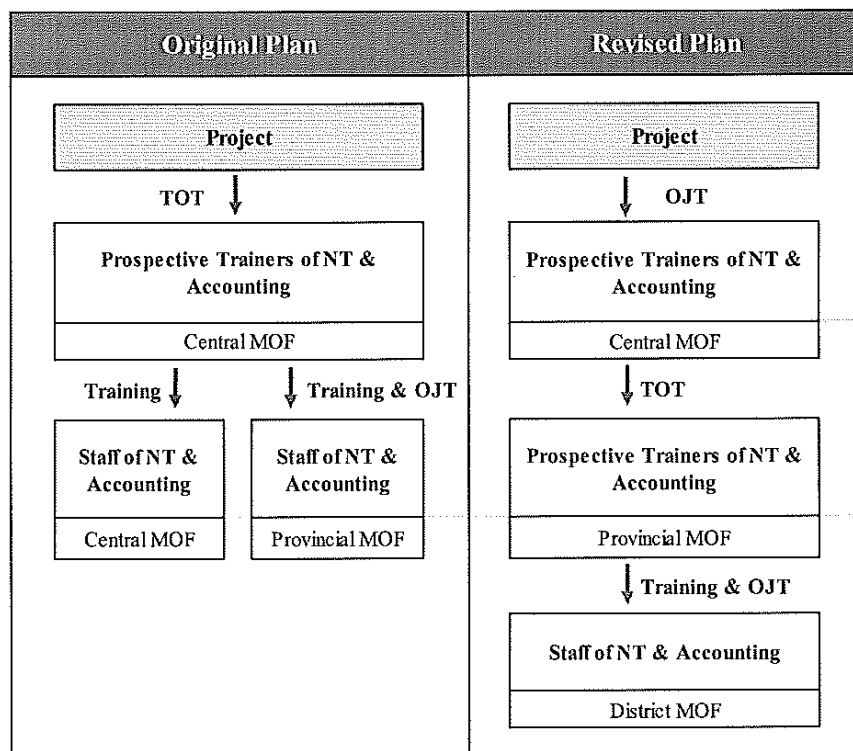 Original Plan
Project
TOT
Prospective Trainers of NT &
Accounting
Central MOF
Training
Training & OJT
Staff of NT &
Accounting
Central MOF
Staff of NT &
Accounting
Provincial MOF
Revised Plan
Project
OJT
Prospective Trainers of NT &
Accounting
Central MOF
TOT
Prospective Trainers of NT &
Accounting
Provincial MOF
Training & OJT
Staff of NT & Accounting
District MOF